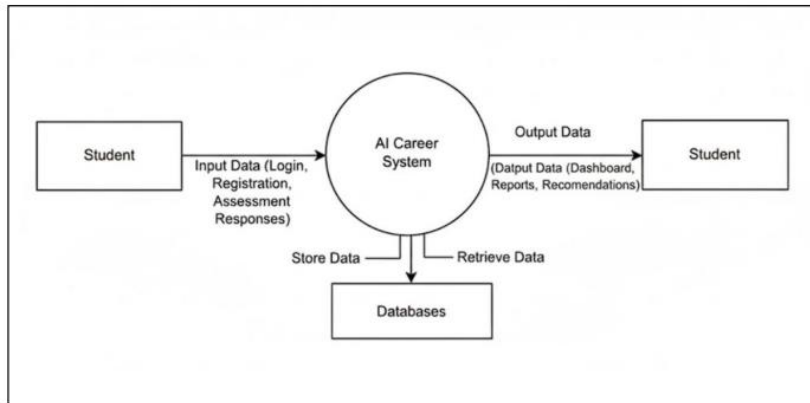 Student
Input Data (Login,
Registration,
Assessment
Responses)
AI Career
System
Output Data
(Datput Data (Dashboard,
Reports, Recomendations)
Student
Store Data
Retrieve Data
Databases